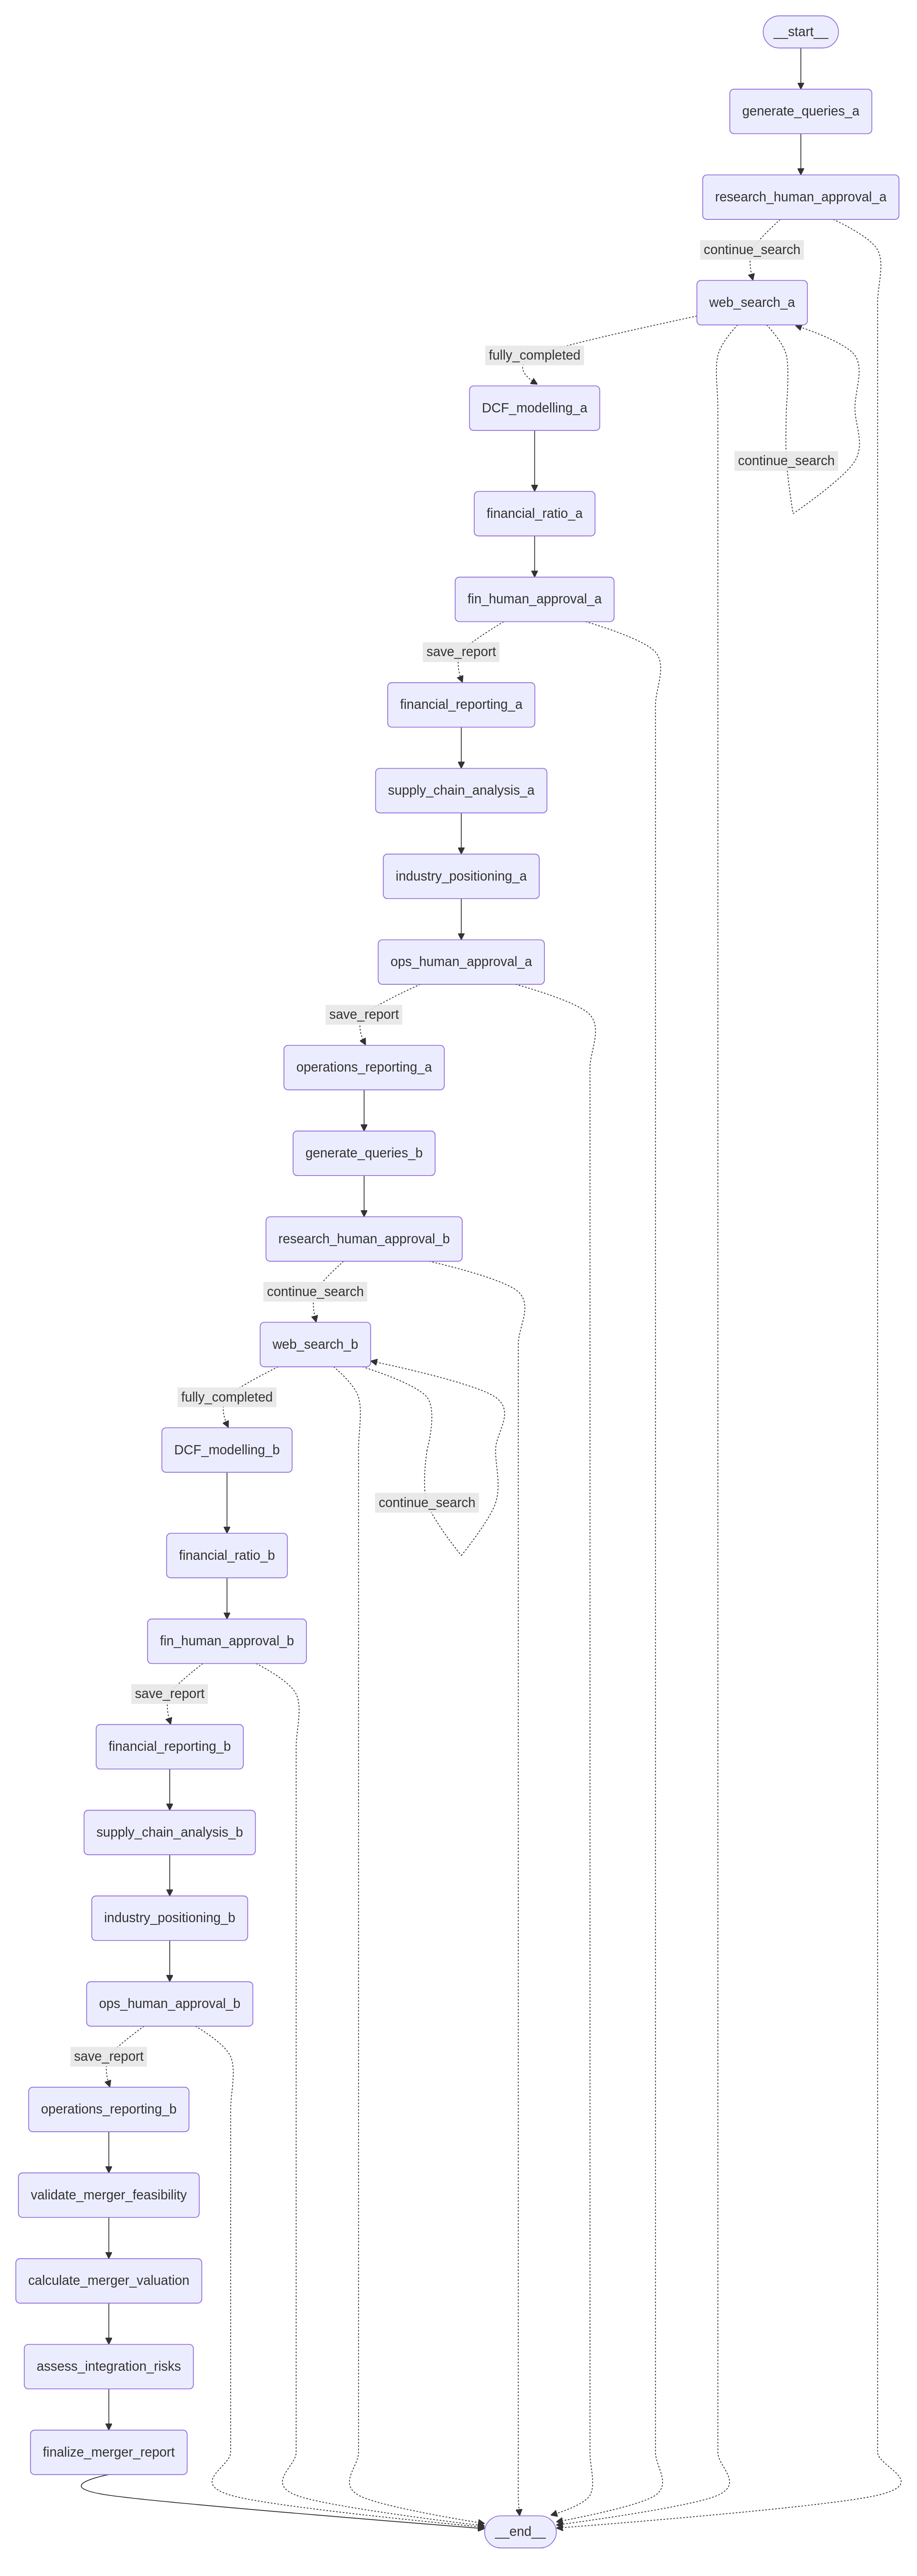 __start__
generate_queries_a
research_human_approval_a
continue_search
web_search_a
fully_completed
DCF_modelling_a
continue_search
financial_ratio_a
fin_human_approval_a
save_report
financial_reporting_a
supply_chain_analysis_a
industry_positioning_a
ops_human_approval_a
save_report
operations_reporting_a
generate_queries_b
research_human_approval_b
continue_search
web_search_b
fully_completed
DCF_modelling_b
continue_search
financial_ratio_b
fin_human_approval_b
save_report
financial_reporting_b
supply_chain_analysis_b
industry_positioning_b
ops_human_approval_b
save_report
operations_reporting_b
validate_merger_feasibility
calculate_merger_valuation
assess_integration_risks
finalize_merger_report
__end__